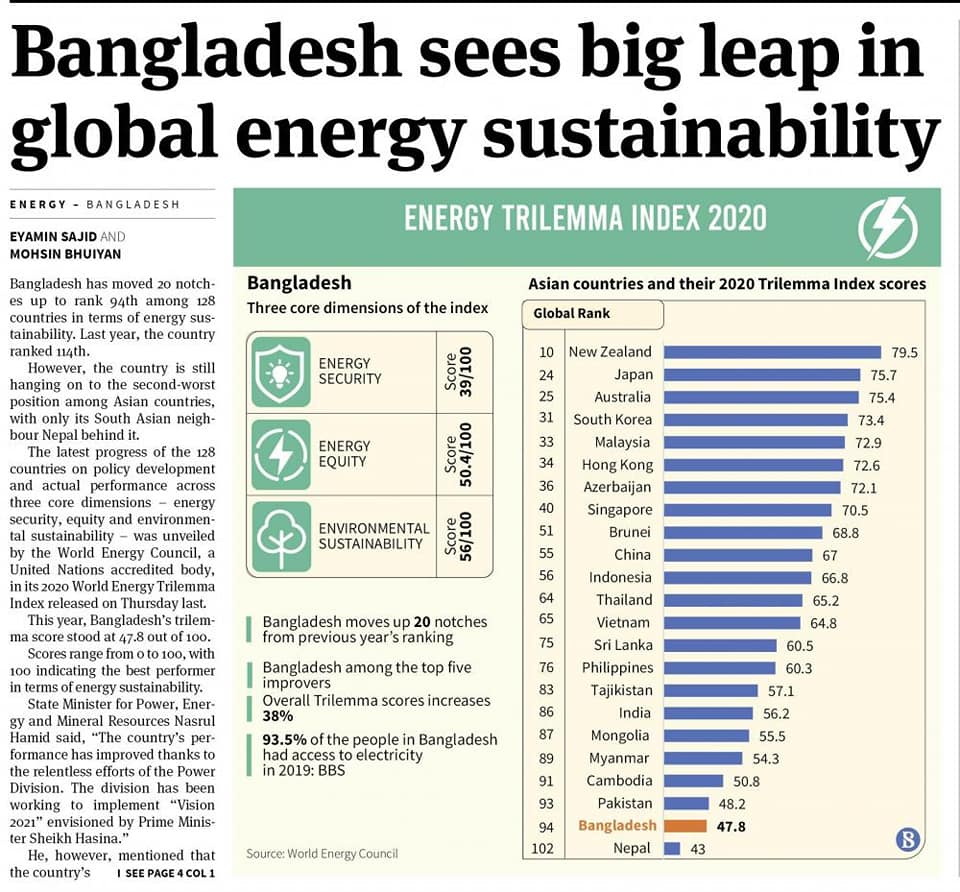 Bangladesh sees big leap in
global energy sustainability
ENERGY – BANGLADESH
EYAMIN SAJID AND
MOHSIN BHUIYAN
Bangladesh has moved 20 notch-
es up to rank 94th among 128
countries in terms of energy sus-
tainability. Last year, the country
ranked 114th.
However, the country is still
hanging on to the second-worst
position among Asian countries,
with only its South Asian neigh-
bour Nepal behind it.
The latest progress of the 128
countries on policy development
and actual performance across
three core dimensions – energy
security, equity and environmen-
tal sustainability – was unveiled
by the World Energy Council, a
United Nations accredited body,
in its 2020 World Energy Trilemma
Index released on Thursday last.
This year, Bangladesh's trilem-
ma score stood at 47.8 out of 100.
Scores range from 0 to 100, with
100 indicating the best performer
in terms of energy sustainability.
State Minister for Power, Ener-
gy and Mineral Resources Nasrul
Hamid said, "The country's per-
formance has improved thanks to
the relentless efforts of the Power
Division. The division has been
working to implement "Vision
2021" envisioned by Prime Minis-
ter Sheikh Hasina."
He, however, mentioned that
the country's I SEE PAGE 4 COL 1
ENERGY TRILEMMA INDEX 2020
Bangladesh
Three core dimensions of the index
ENERGY
SECURITY
Score
39/100
ENERGY
EQUITY
Score
50.4/100
ENVIRONMENTAL
SUSTAINABILITY
Score
56/100
Bangladesh moves up 20 notches
from previous year's ranking
Bangladesh among the top five
improvers
Overall Trilemma scores increases
38%
93.5% of the people in Bangladesh
had access to electricity
in 2019: BBS
Source: World Energy Council
Asian countries and their 2020 Trilemma Index scores
Global Rank
10 New Zealand 79.5
24 Japan 75.7
25 Australia 75.4
31 South Korea 73.4
33 Malaysia 72.9
34 Hong Kong 72.6
36 Azerbaijan 72.1
40 Singapore 70.5
51 Brunei 68.8
55 China 67
56 Indonesia 66.8
64 Thailand 65.2
65 Vietnam 64.8
75 Sri Lanka 60.5
76 Philippines 60.3
83 Tajikistan 57.1
86 India 56.2
87 Mongolia 55.5
89 Myanmar 54.3
91 Cambodia 50.8
93 Pakistan 48.2
94 Bangladesh 47.8
102 Nepal 43